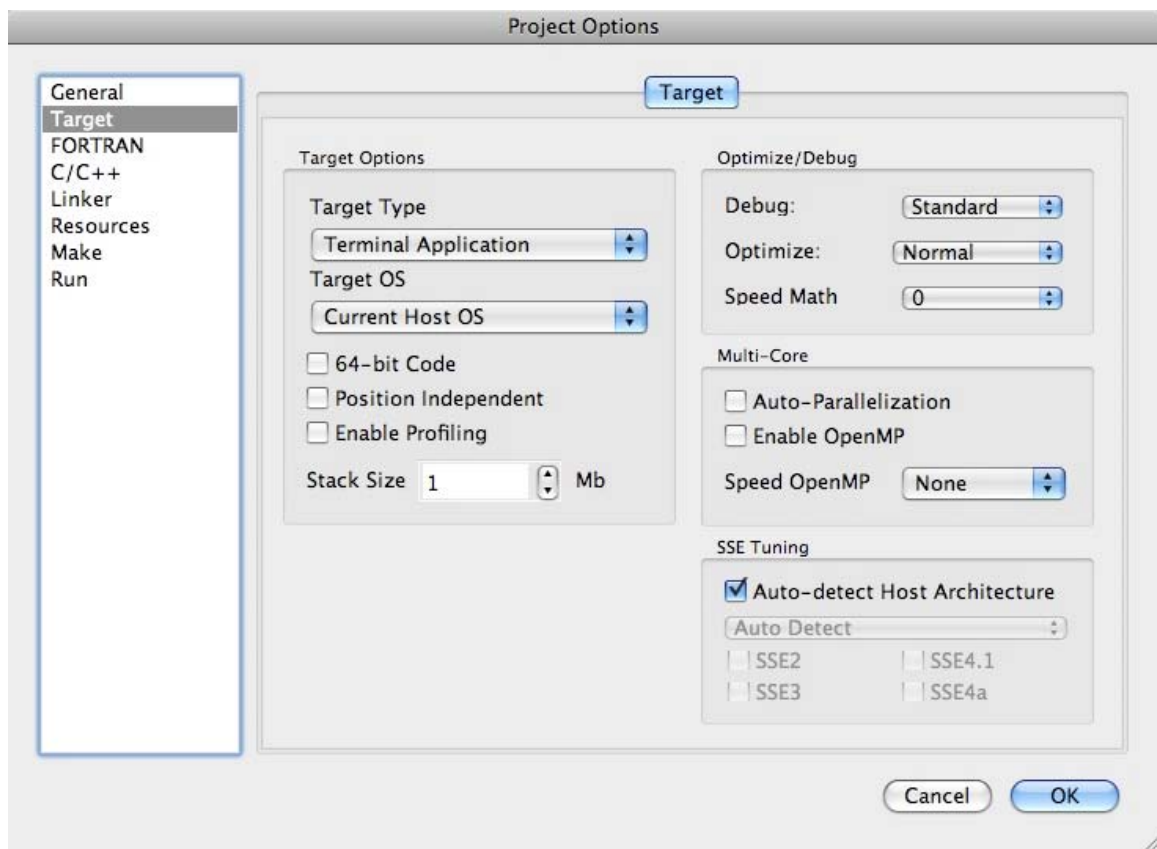 Project Options
General
Target
FORTRAN
C/C++
Linker
Resources
Make
Run
Target
Target Options
Target Type
Terminal Application
Target OS
Current Host OS
64-bit Code
Position Independent
Enable Profiling
Stack Size 1 Mb
Optimize/Debug
Debug: Standard
Optimize: Normal
Speed Math 0
Multi-Core
Auto-Parallelization
Enable OpenMP
Speed OpenMP None
SSE Tuning
Auto-detect Host Architecture
Auto Detect
SSE2 SSE4.1
SSE3 SSE4a
Cancel OK